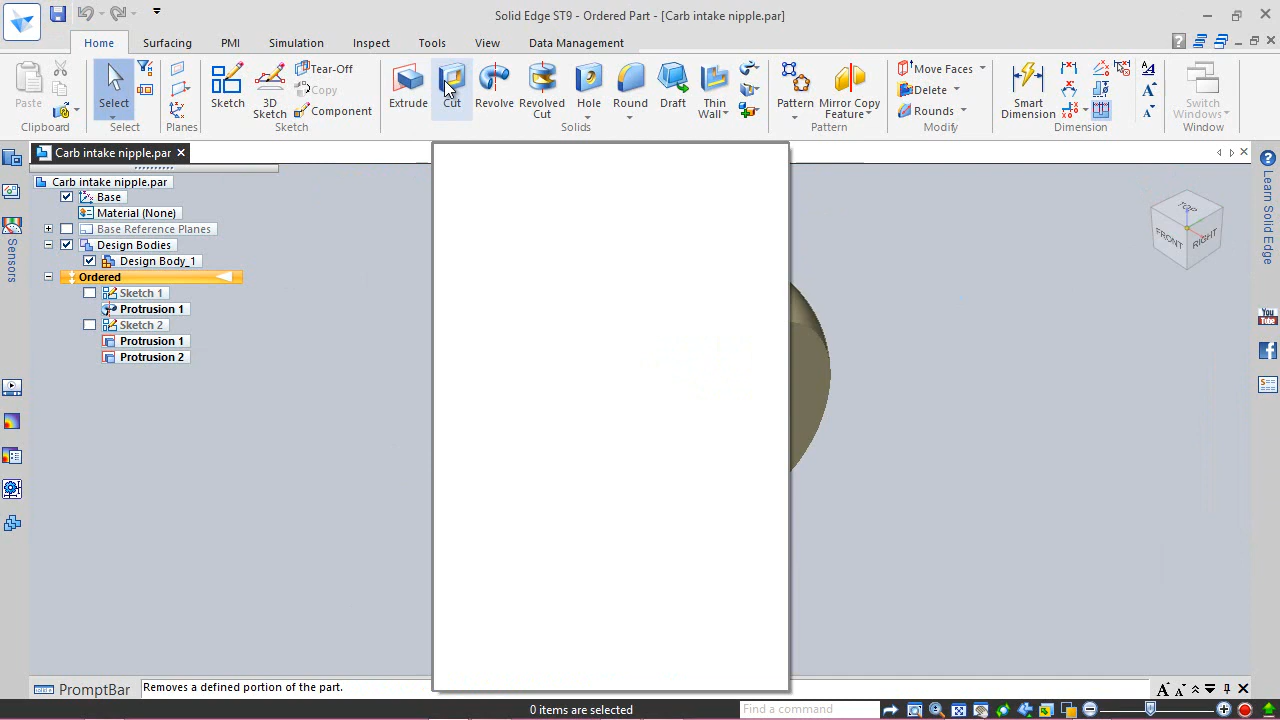 Solid Edge ST9 - Ordered Part - [Carb intake nipple.par]
Home
Surfacing
PMI
Simulation
Inspect
Tools
View
Data Management
Paste
Clipboard
Select
Select
Planes
Sketch
3D
Sketch
Tear-Off
Copy
Component
Sketch
Extrude
Cut
Revolve
Revolved
Cut
Hole
Round
Draft
Thin
Wall
Solids
Pattern
Mirror Copy
Feature
Pattern
Move Faces
Delete
Rounds
Modify
Smart
Dimension
Dimension
Switch
Windows
Window
Carb intake nipple.par
Carb intake nipple.par
Base
Material (None)
Base Reference Planes
Design Bodies
Design Body_1
Ordered
Sketch 1
Protrusion 1
Sketch 2
Protrusion 1
Protrusion 2
Sensors
TOP
FRONT
RIGHT
Learn Solid Edge
You
Tube
PromptBar
Removes a defined portion of the part.
0 items are selected
Find a command